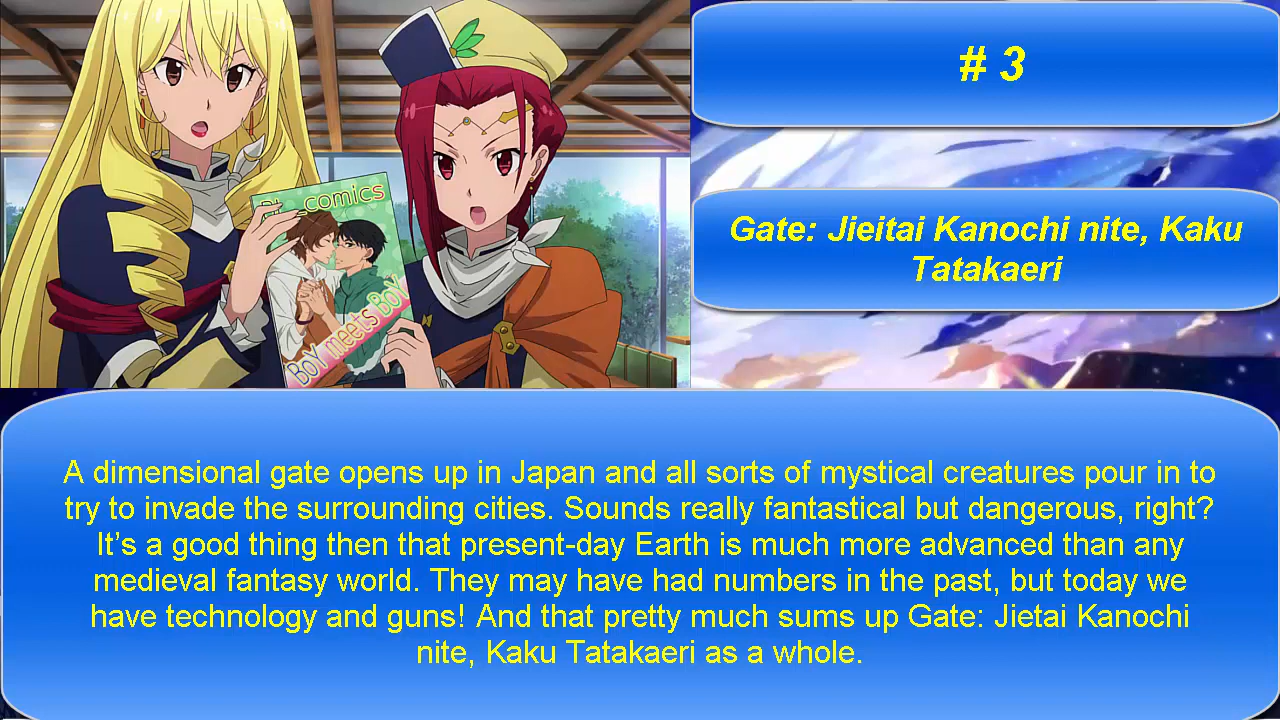 # 3
BL_comics
BoY meets BoY
Gate: Jieitai Kanochi nite, Kaku
Tatakaeri
A dimensional gate opens up in Japan and all sorts of mystical creatures pour in to
try to invade the surrounding cities. Sounds really fantastical but dangerous, right?
It’s a good thing then that present-day Earth is much more advanced than any
medieval fantasy world. They may have had numbers in the past, but today we
have technology and guns! And that pretty much sums up Gate: Jietai Kanochi
nite, Kaku Tatakaeri as a whole.